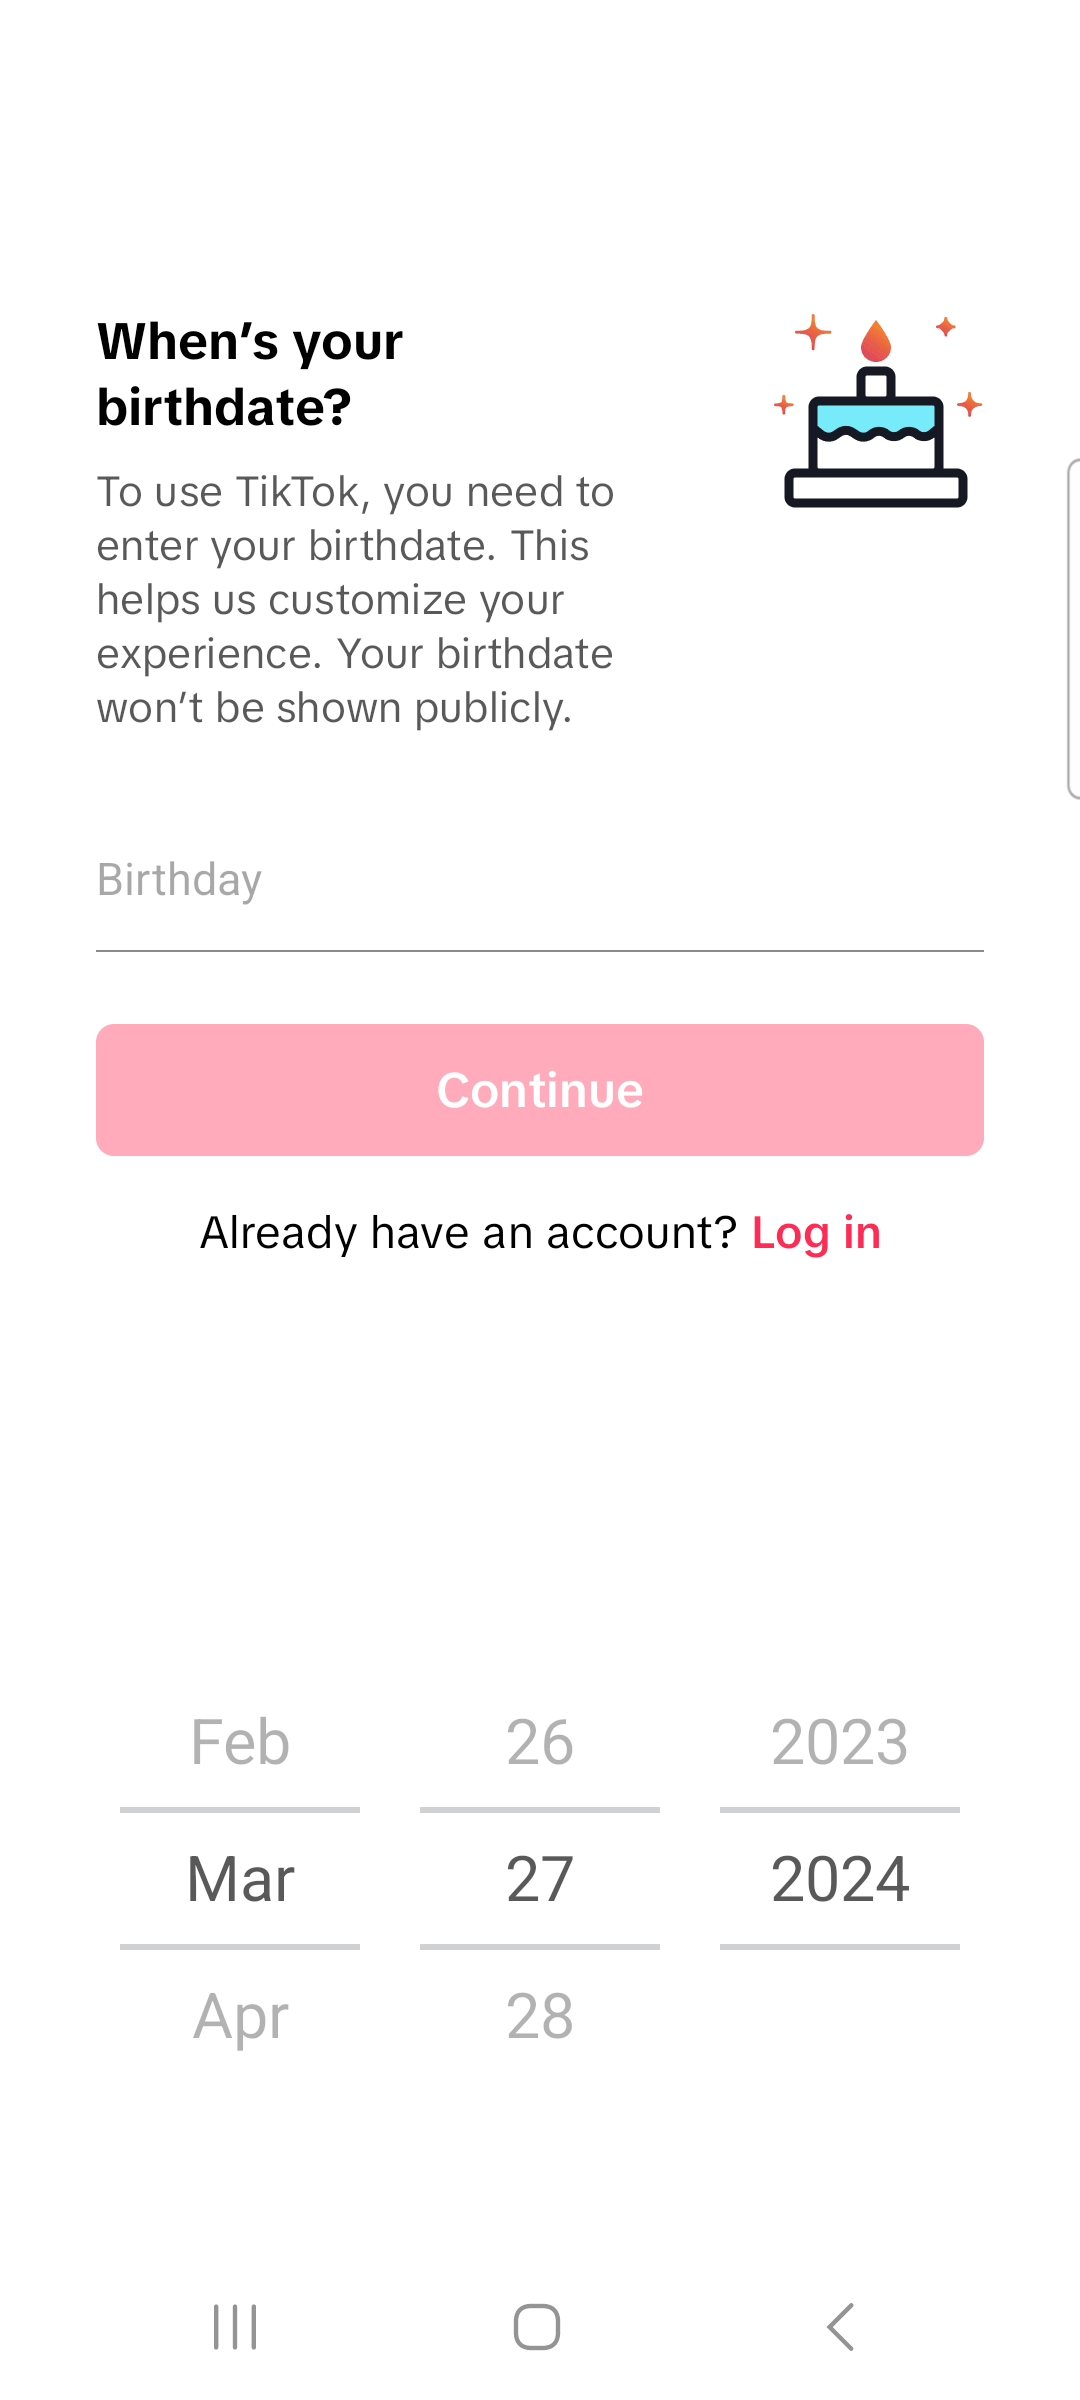 When’s your
birthdate?
To use TikTok, you need to
enter your birthdate. This
helps us customize your
experience. Your birthdate
won’t be shown publicly.
Birthday
Continue
Already have an account? Log in
Feb 26 2023
Mar 27 2024
Apr 28